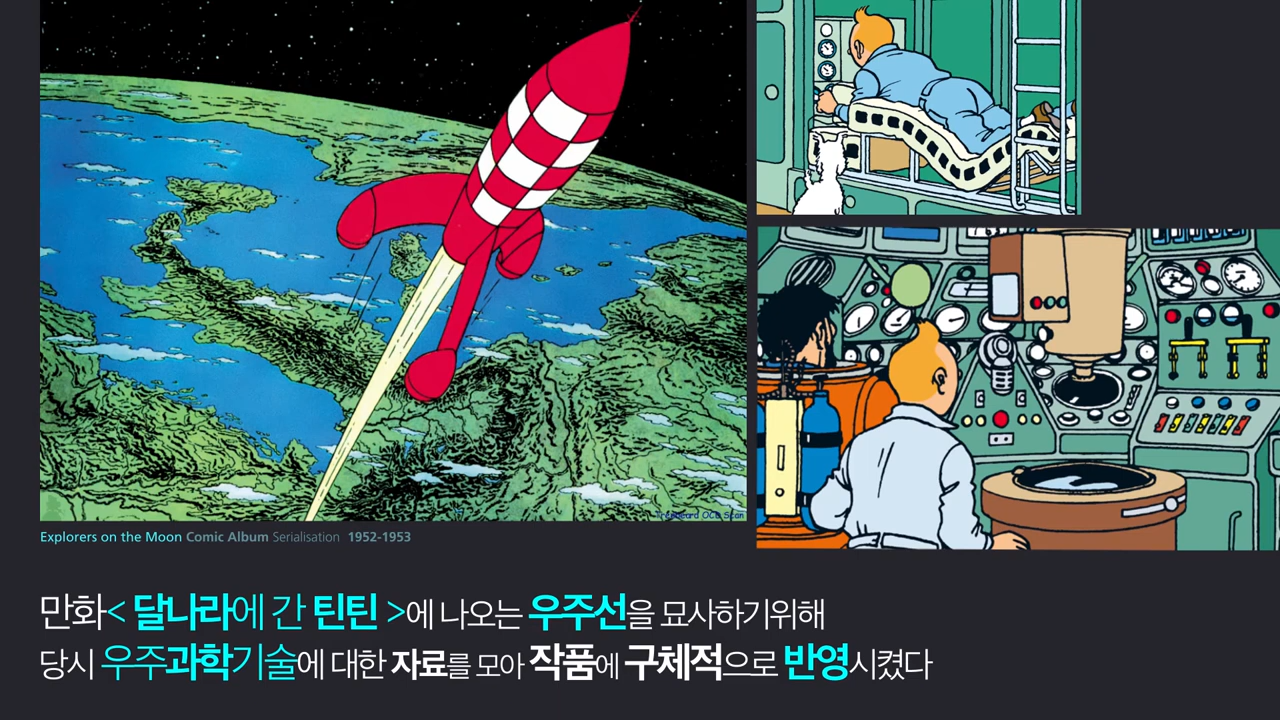 Explorers on the Moon Comic Album Serialisation 1952-1953
만화< 달나라에 간 틴틴 >에 나오는 우주선을 묘사하기위해
당시 우주과학기술에 대한 자료를 모아 작품에 구체적으로 반영시켰다